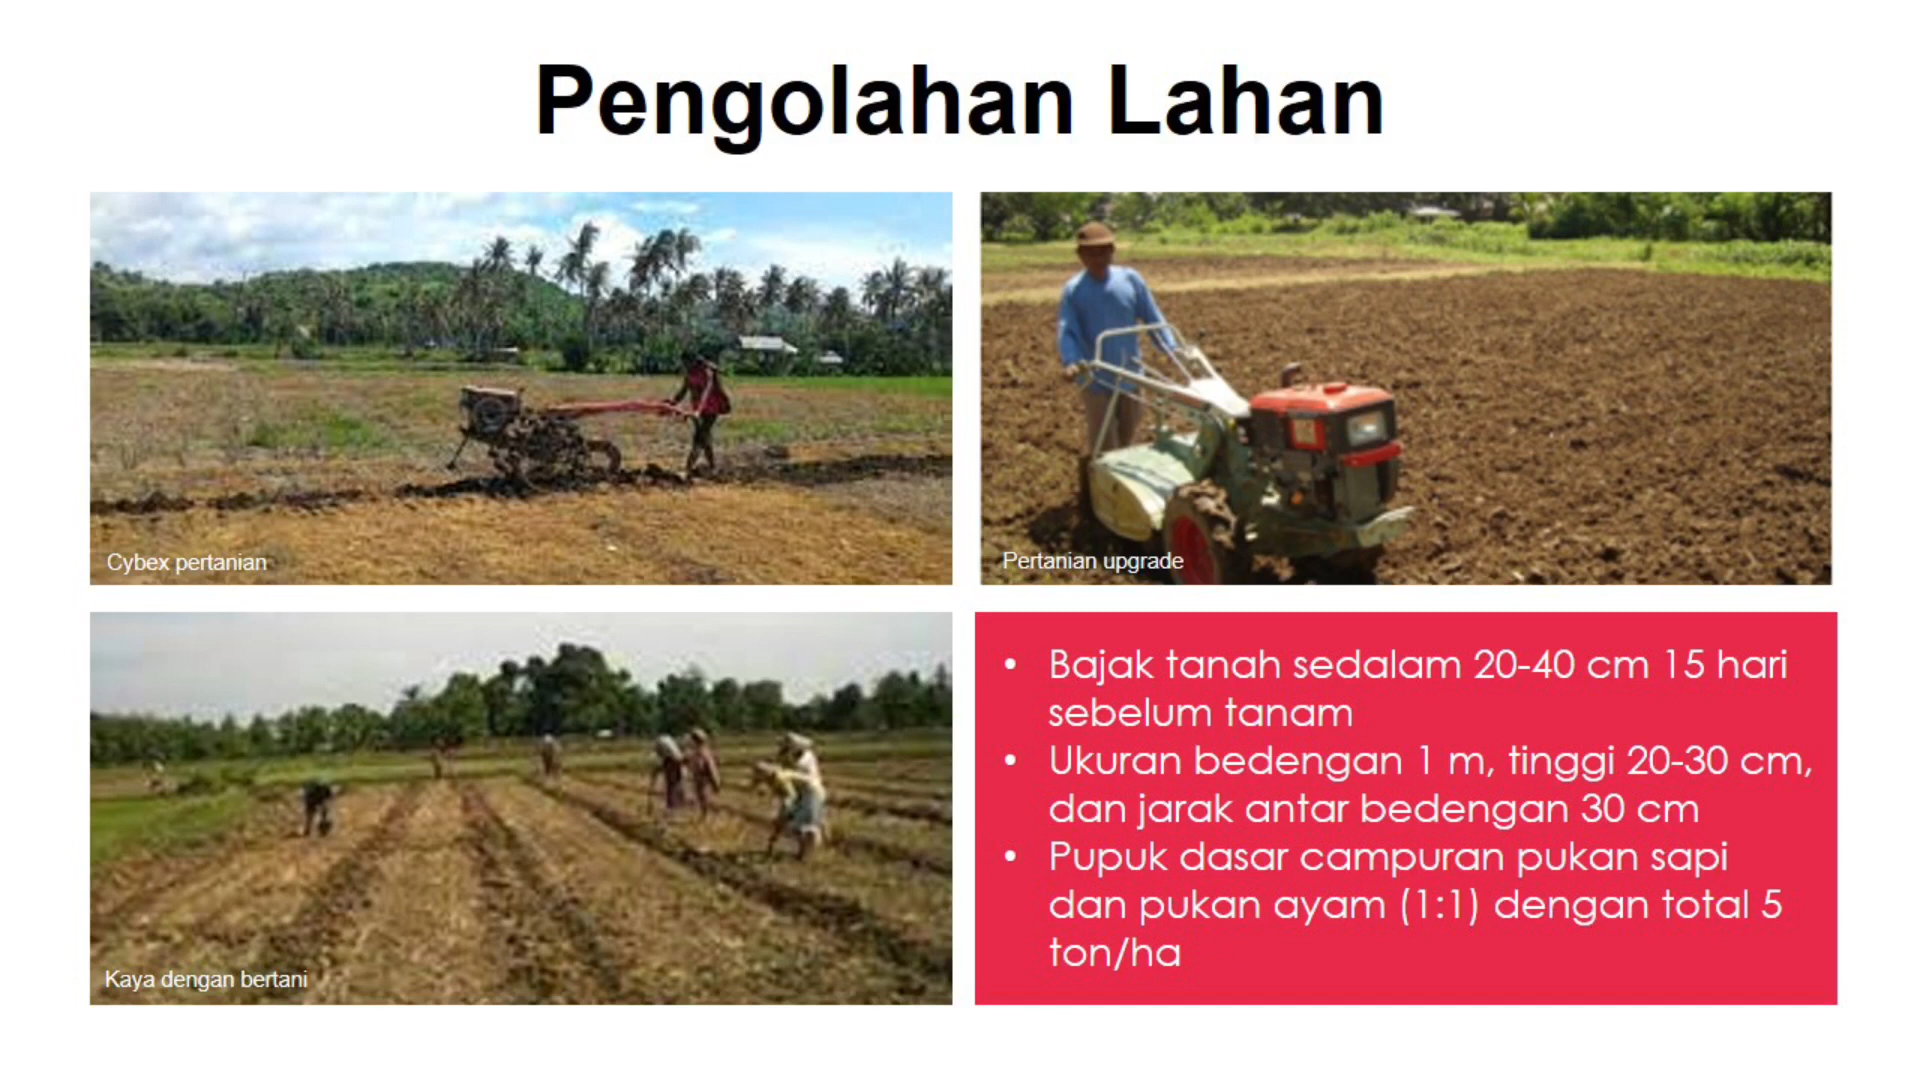 Pengolahan Lahan
Cybex pertanian
Pertanian upgrade
Kaya dengan bertani
• Bajak tanah sedalam 20-40 cm 15 hari
sebelum tanam
• Ukuran bedengan 1 m, tinggi 20-30 cm,
dan jarak antar bedengan 30 cm
• Pupuk dasar campuran pukan sapi
dan pukan ayam (1:1) dengan total 5
ton/ha